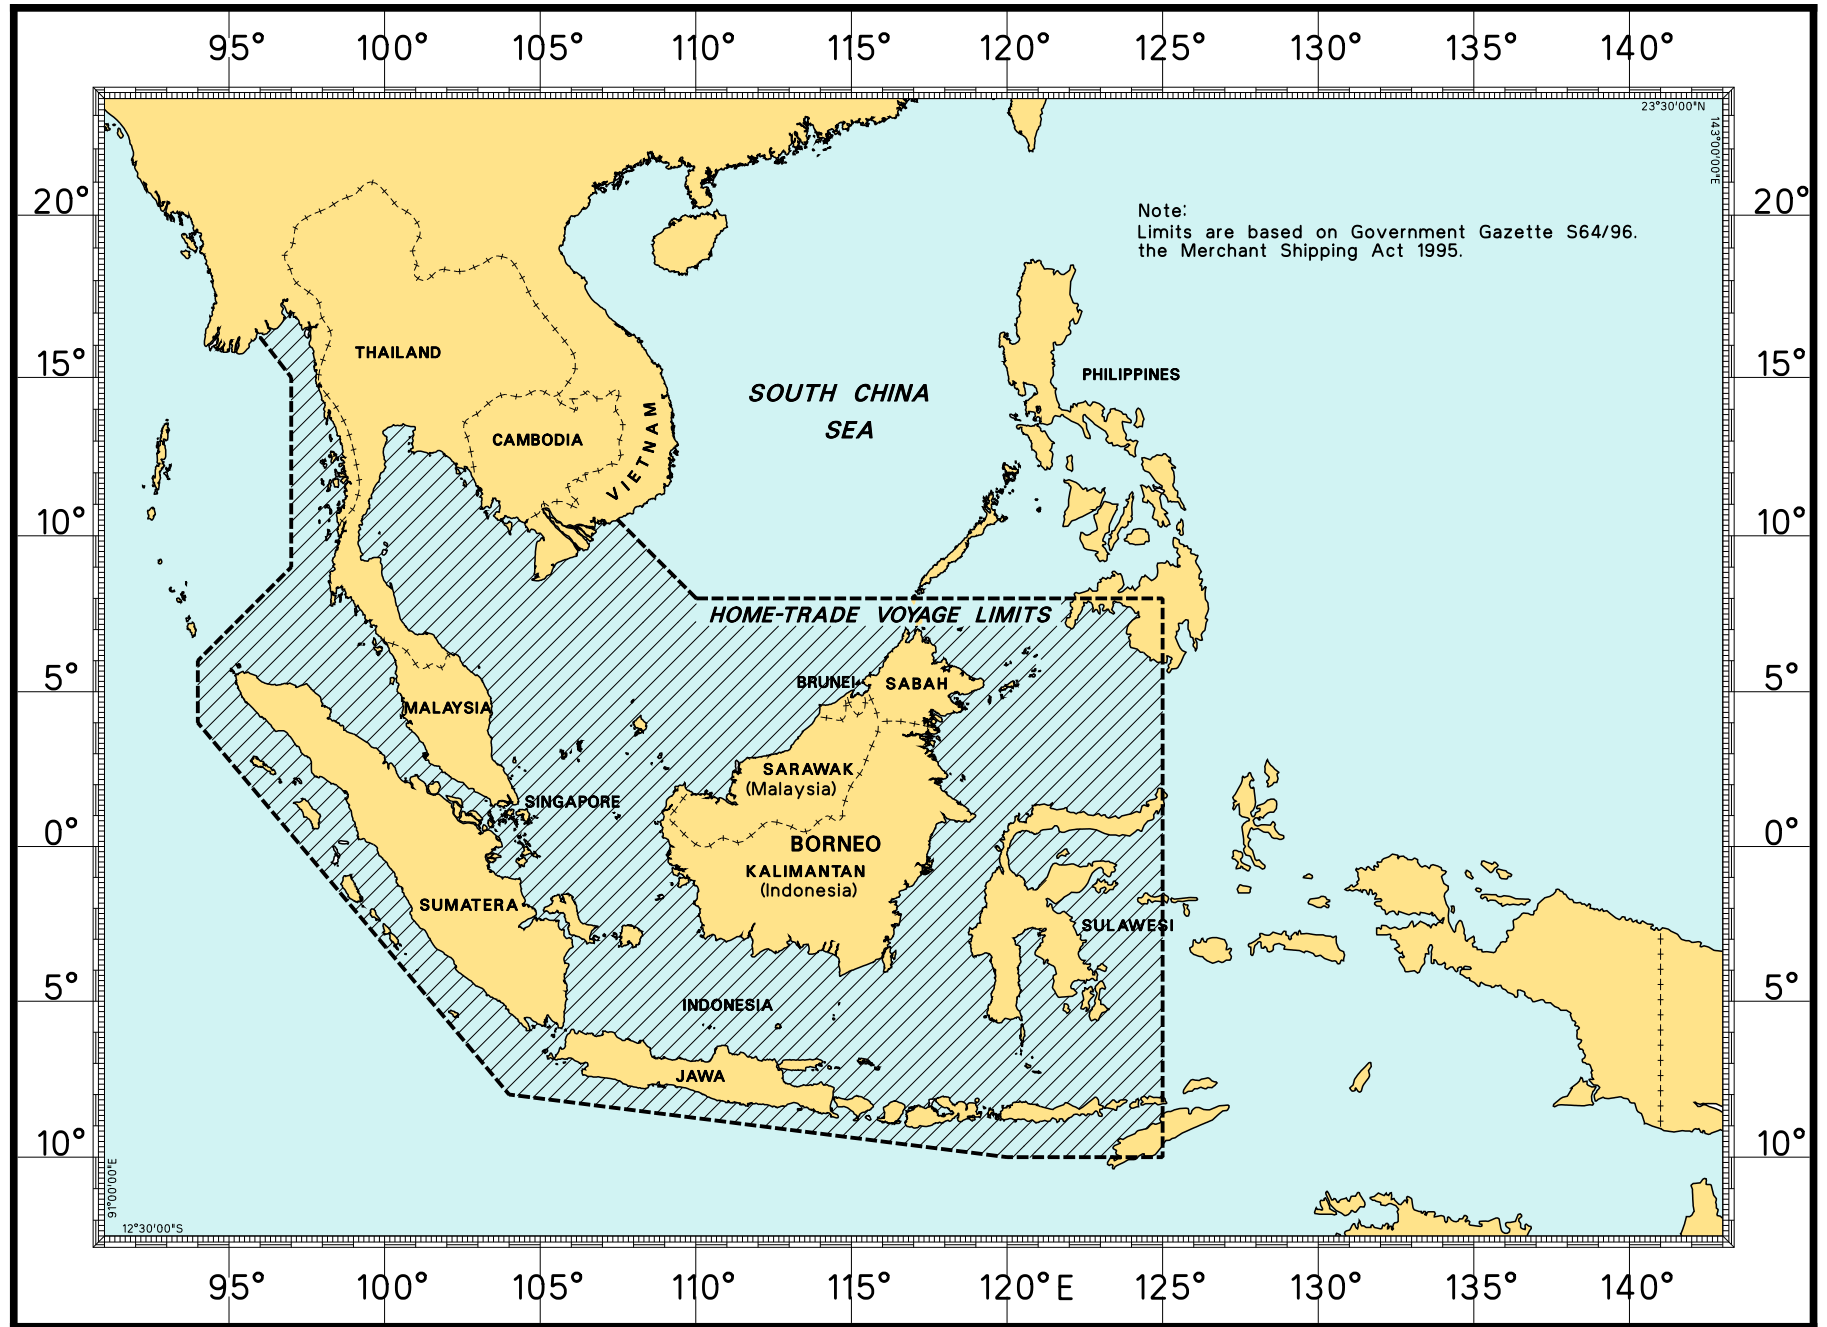 95° 100° 105° 110° 115° 120° 125° 130° 135° 140°
23°30'00"N
143°00'00"E
20° 20°
Note:
Limits are based on Government Gazette S64/96.
the Merchant Shipping Act 1995.
15° 15°
THAILAND
PHILIPPINES
SOUTH CHINA
SEA
CAMBODIA
VIETNAM
10° 10°
HOME-TRADE VOYAGE LIMITS
5° 5°
BRUNEI
SABAH
MALAYSIA
SARAWAK
(Malaysia)
SINGAPORE
0° 0°
BORNEO
KALIMANTAN
(Indonesia)
SUMATERA
SULAWESI
5° 5°
INDONESIA
JAWA
10° 10°
91°00'00"E
12°30'00"S
95° 100° 105° 110° 115° 120°E 125° 130° 135° 140°